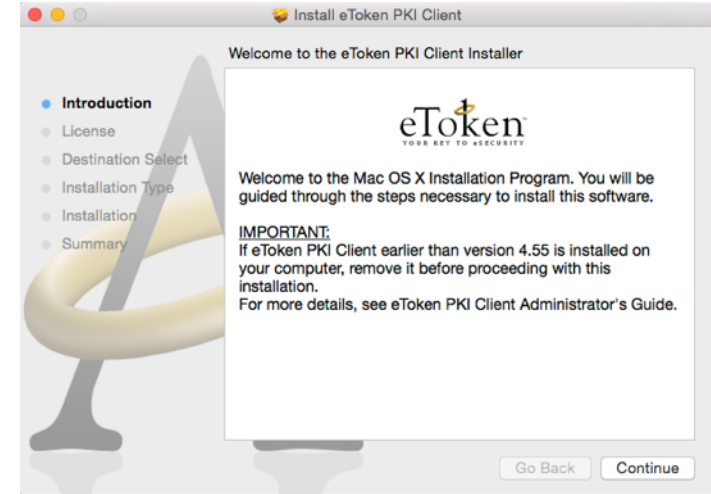 Install eToken PKI Client
Welcome to the eToken PKI Client Installer
Introduction
License
Destination Select
Installation Type
Installation
Summary
eToken™
YOUR KEY TO eSECURITY
Welcome to the Mac OS X Installation Program. You will be
guided through the steps necessary to install this software.
IMPORTANT:
If eToken PKI Client earlier than version 4.55 is installed on
your computer, remove it before proceeding with this
installation.
For more details, see eToken PKI Client Administrator's Guide.
Go Back
Continue